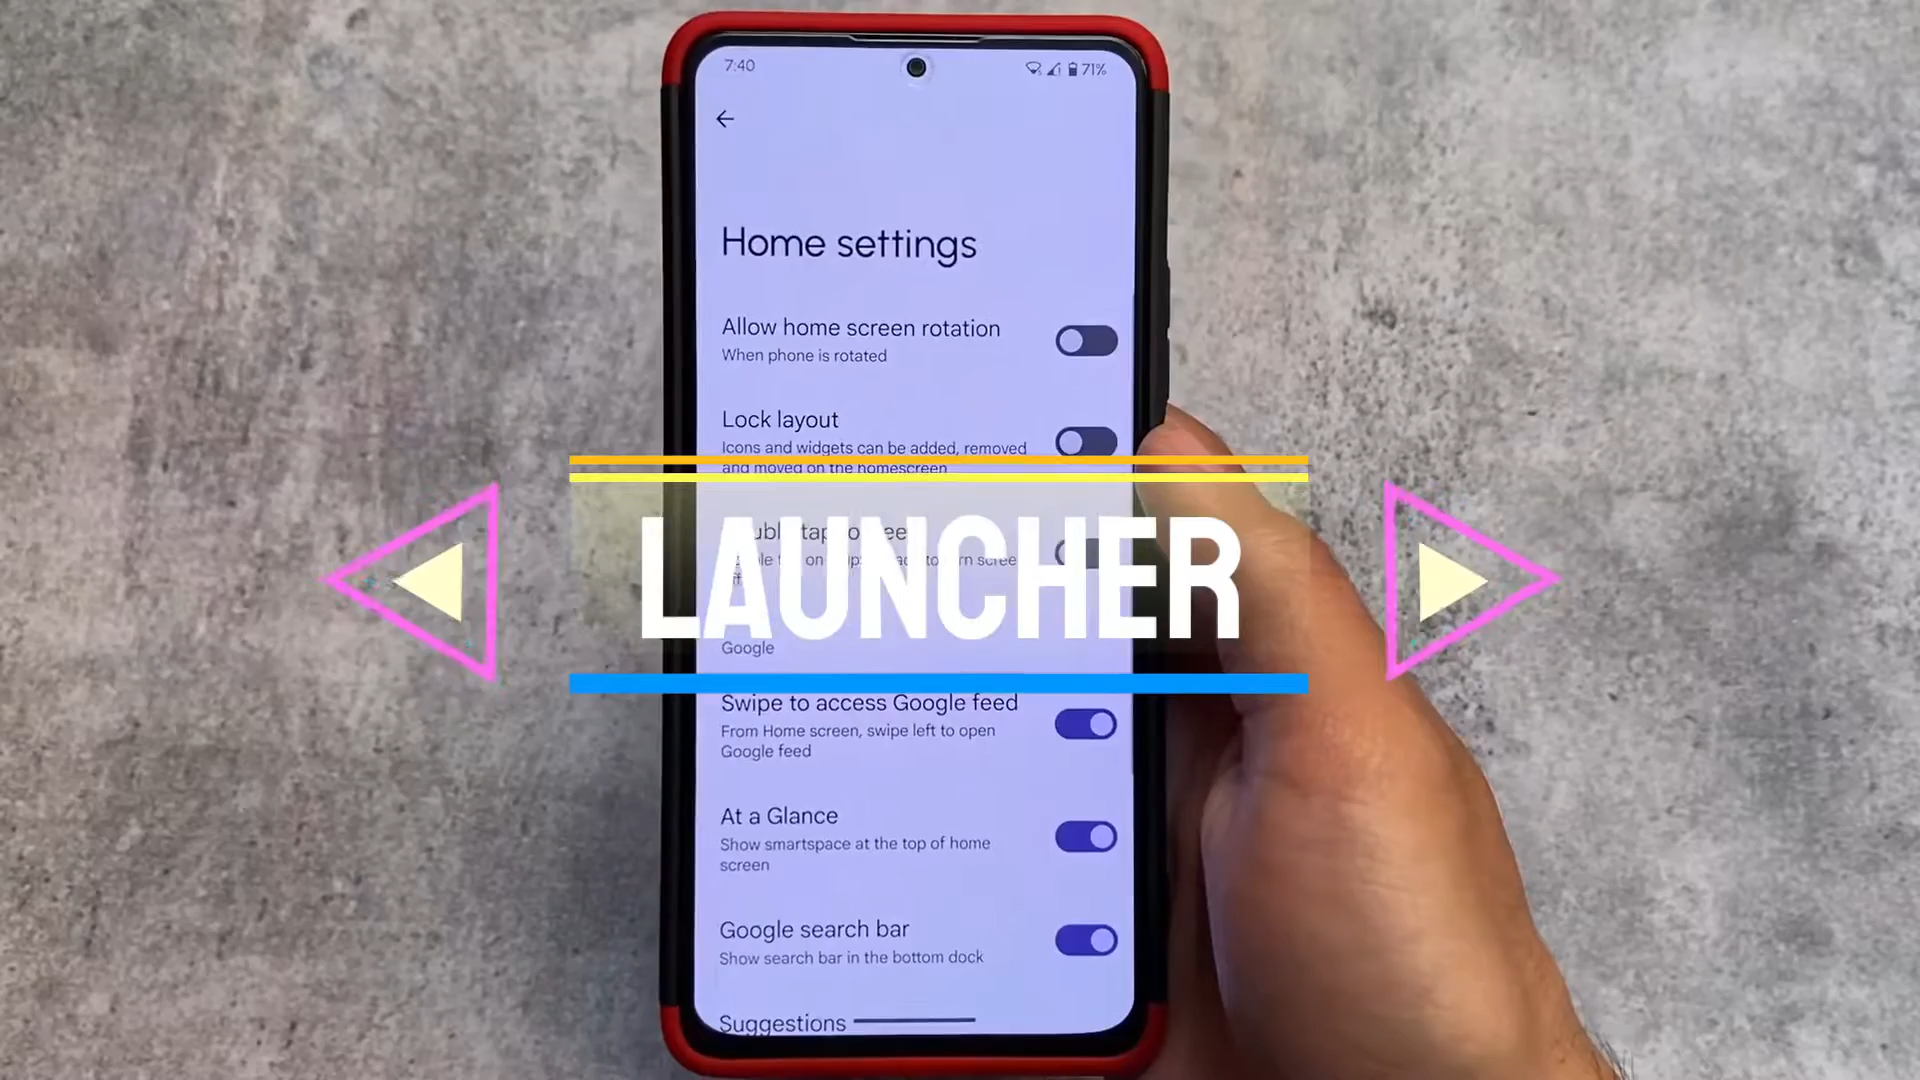 7:40
71%
Home settings
Allow home screen rotation
When phone is rotated
Lock layout
Icons and widgets can be added, removed
and moved on the homescreen
LAUNCHER
Google
Swipe to access Google feed
From Home screen, swipe left to open
Google feed
At a Glance
Show smartspace at the top of home
screen
Google search bar
Show search bar in the bottom dock
Suggestions